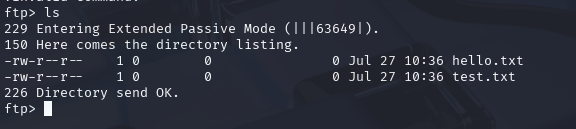 ftp> ls
229 Entering Extended Passive Mode (|||63649|).
150 Here comes the directory listing.
-rw-r--r--    1 0        0               0 Jul 27 10:36 hello.txt
-rw-r--r--    1 0        0               0 Jul 27 10:36 test.txt
226 Directory send OK.
ftp>